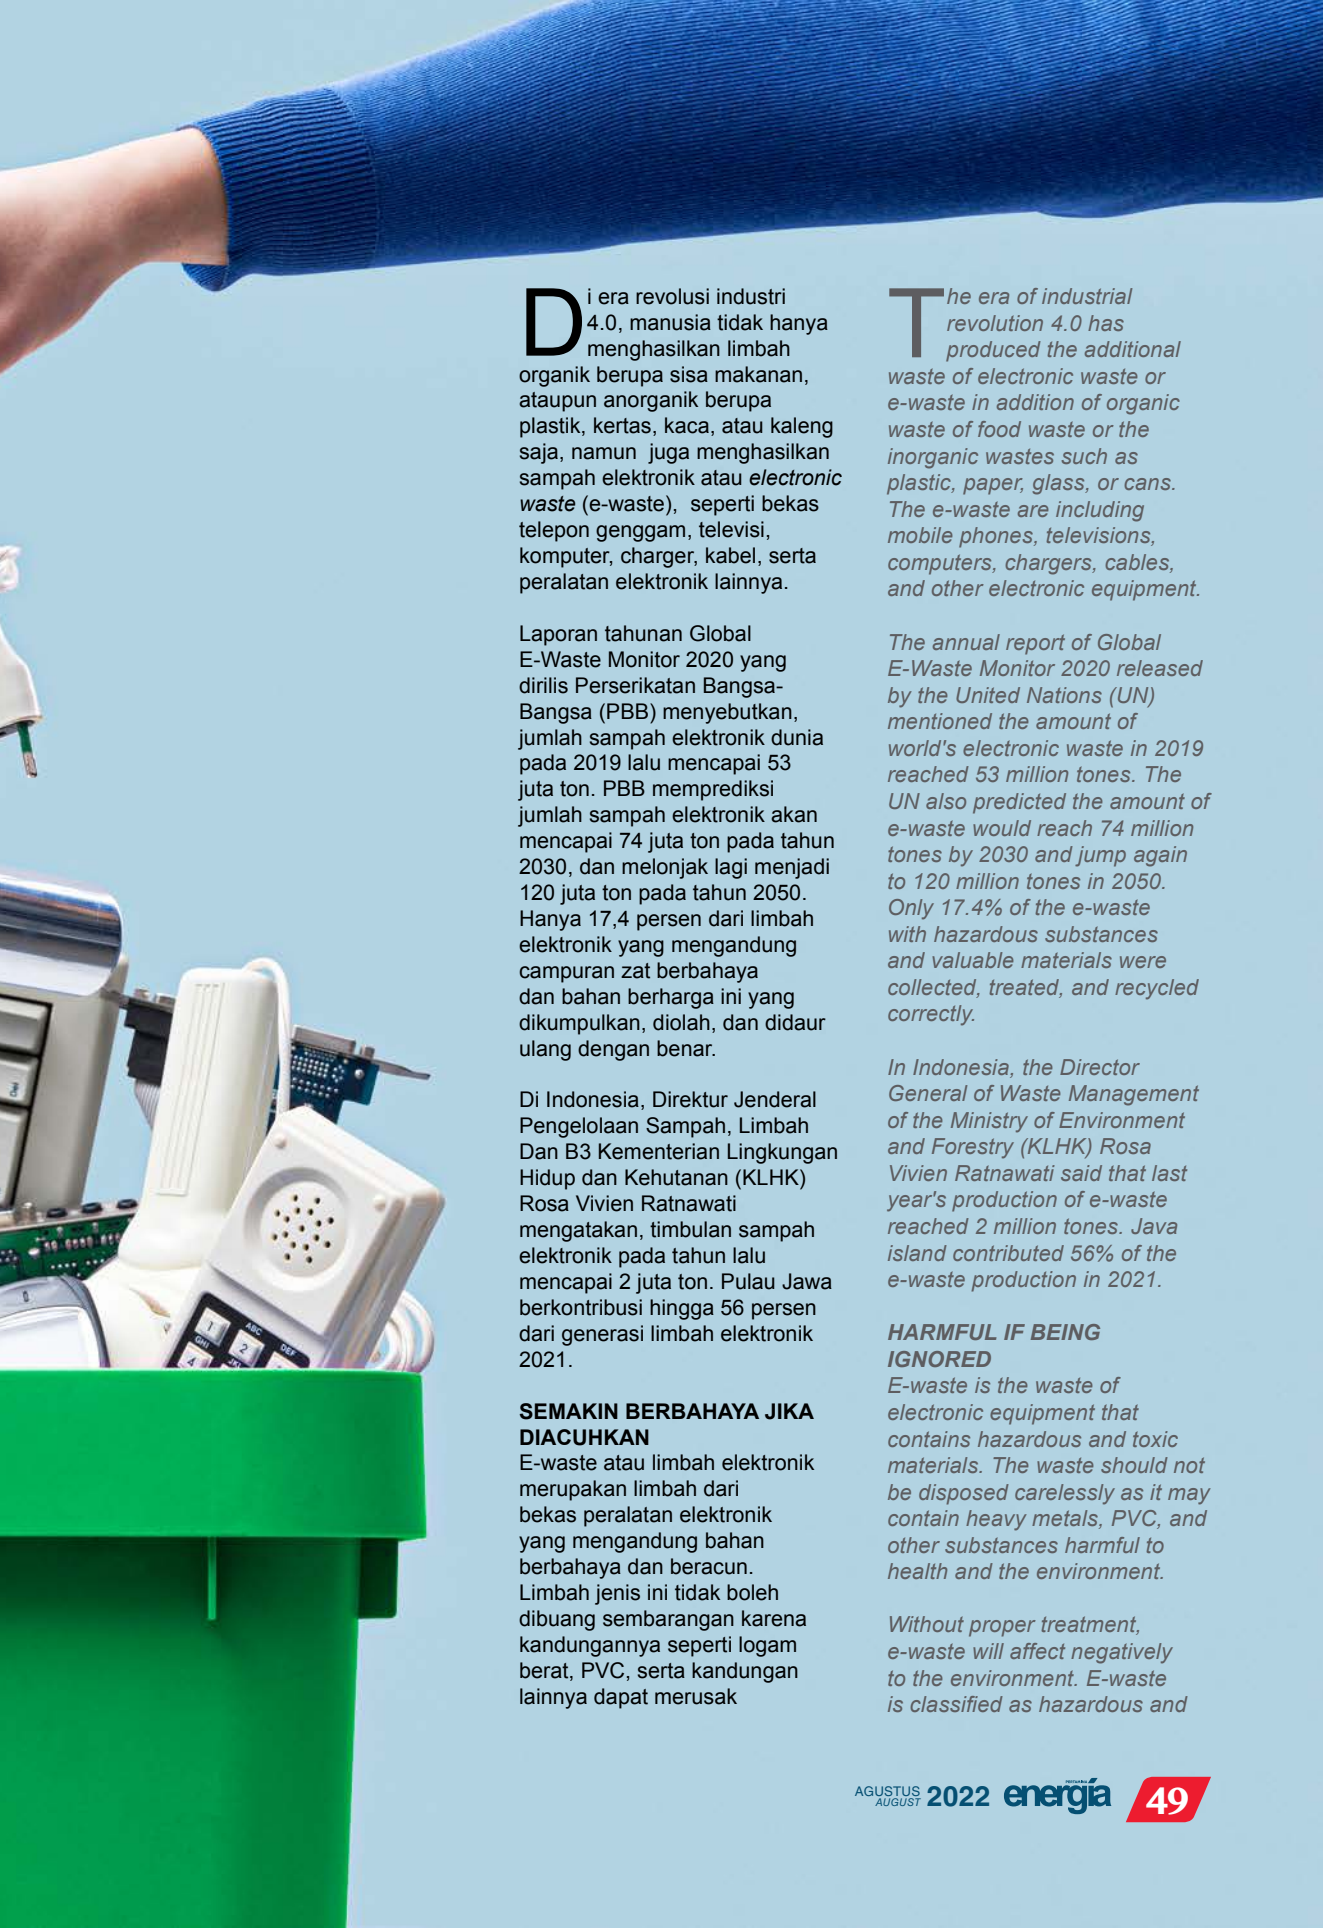 Di era revolusi industri
4.0, manusia tidak hanya
menghasilkan limbah
organik berupa sisa makanan,
ataupun anorganik berupa
plastik, kertas, kaca, atau kaleng
saja, namun  juga menghasilkan
sampah elektronik atau electronic
waste (e-waste),  seperti bekas
telepon genggam, televisi,
komputer, charger, kabel, serta
peralatan elektronik lainnya.
Laporan tahunan Global
E-Waste Monitor 2020 yang
dirilis Perserikatan Bangsa-
Bangsa (PBB) menyebutkan,
jumlah sampah elektronik dunia
pada 2019 lalu mencapai 53
juta ton. PBB memprediksi
jumlah sampah elektronik akan
mencapai 74 juta ton pada tahun
2030, dan melonjak lagi menjadi
120 juta ton pada tahun 2050.
Hanya 17,4 persen dari limbah
elektronik yang mengandung
campuran zat berbahaya
dan bahan berharga ini yang
dikumpulkan, diolah, dan didaur
ulang dengan benar.
Di Indonesia, Direktur Jenderal
Pengelolaan Sampah, Limbah
Dan B3 Kementerian Lingkungan
Hidup dan Kehutanan (KLHK)
Rosa Vivien Ratnawati
mengatakan, timbulan sampah
elektronik pada tahun lalu
mencapai 2 juta ton. Pulau Jawa
berkontribusi hingga 56 persen
dari generasi limbah elektronik
2021.
SEMAKIN BERBAHAYA JIKA
DIACUHKAN
E-waste atau limbah elektronik
merupakan limbah dari
bekas peralatan elektronik
yang mengandung bahan
berbahaya dan beracun.
Limbah jenis ini tidak boleh
dibuang sembarangan karena
kandungannya seperti logam
berat, PVC, serta kandungan
lainnya dapat merusak
The era of industrial
revolution 4.0 has
produced the additional
waste of electronic waste or
e-waste in addition of organic
waste of food waste or the
inorganic wastes such as
plastic, paper, glass, or cans.
The e-waste are including
mobile phones, televisions,
computers, chargers, cables,
and other electronic equipment.
The annual report of Global
E-Waste Monitor 2020 released
by the United Nations (UN)
mentioned the amount of
world's electronic waste in 2019
reached 53 million tones. The
UN also predicted the amount of
e-waste would reach 74 million
tones by 2030 and jump again
to 120 million tones in 2050.
Only 17.4% of the e-waste
with hazardous substances
and valuable materials were
collected, treated, and recycled
correctly.
In Indonesia, the Director
General of Waste Management
of the Ministry of Environment
and Forestry (KLHK) Rosa
Vivien Ratnawati said that last
year's production of e-waste
reached 2 million tones. Java
island contributed 56% of the
e-waste production in 2021.
HARMFUL IF BEING
IGNORED
E-waste is the waste of
electronic equipment that
contains hazardous and toxic
materials. The waste should not
be disposed carelessly as it may
contain heavy metals, PVC, and
other substances harmful to
health and the environment.
Without proper treatment,
e-waste will affect negatively
to the environment. E-waste
is classified as hazardous and
Del
1
ABC
2
DEF
GHI
4
JKL
AGUSTUS
AUGUST
2022 energía 49